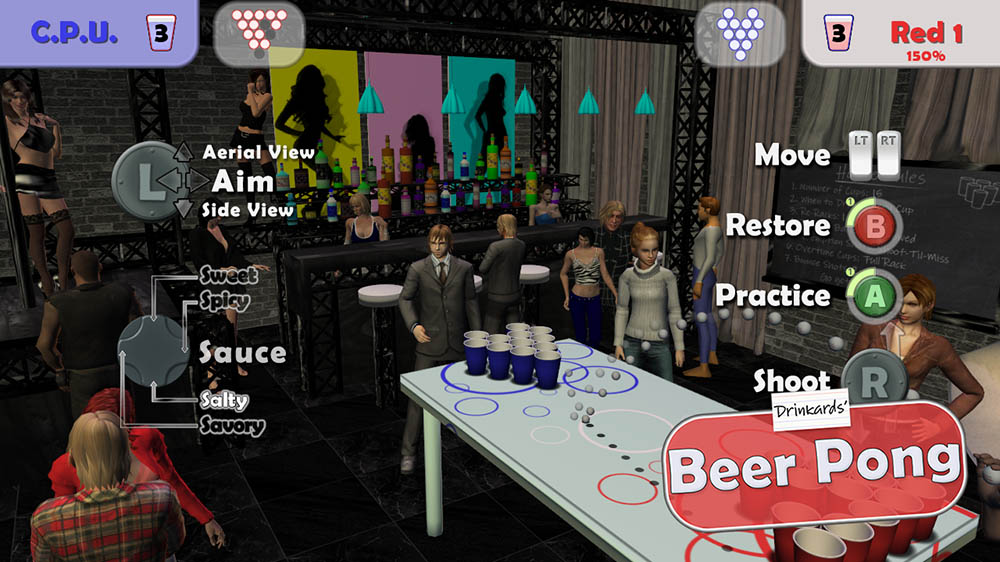 C.P.U.
3
3
Red 1
150%
Aerial View
L
Aim
Side View
Sweet
Spicy
Sauce
Salty
Savory
LT
RT
Move
1
B
Restore
1
A
Practice
R
Shoot
1. Number of Cups: 16
Cup
Overtime Cups: Full Rack
Drinkards'
Beer Pong